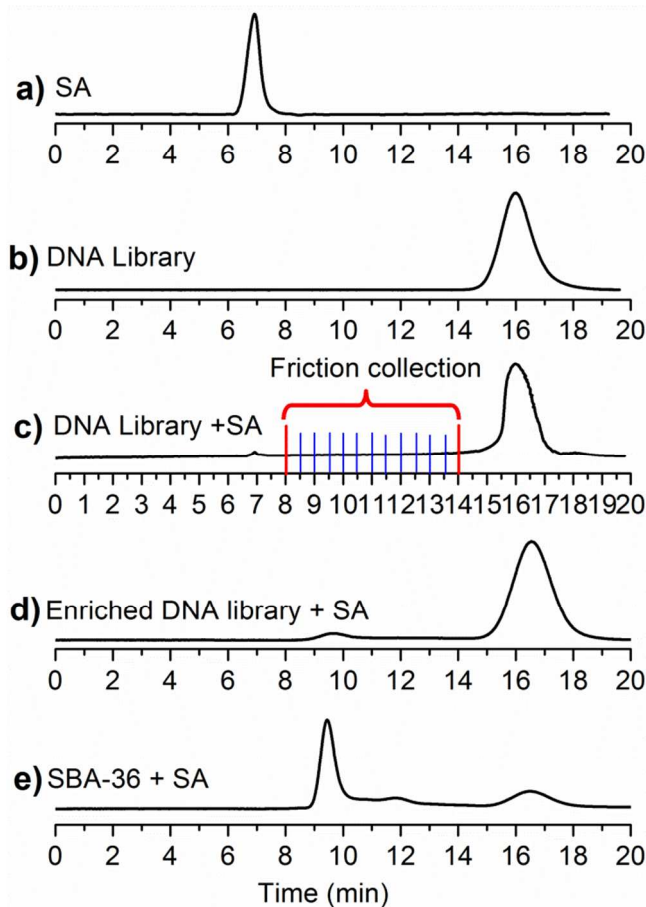 a) SA
0 2 4 6 8 10 12 14 16 18 20
b) DNA Library
0 2 4 6 8 10 12 14 16 18 20
Friction collection
c) DNA Library +SA
0 1 2 3 4 5 6 7 8 9 10 11 12 13 14 15 16 17 18 19 20
d) Enriched DNA library + SA
0 2 4 6 8 10 12 14 16 18 20
e) SBA-36 + SA
0 2 4 6 8 10 12 14 16 18 20
Time (min)